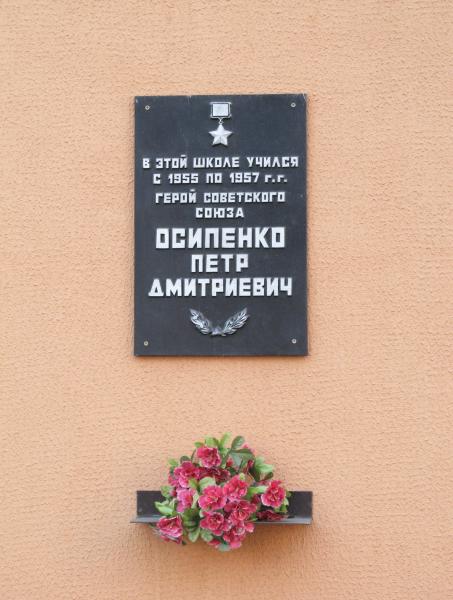 В ЭТОЙ ШКОЛЕ УЧИЛСЯ
С 1955 ПО 1957 г.г.
ГЕРОЙ СОВЕТСКОГО
СОЮЗА
ОСИПЕНКО
ПЕТР
ДМИТРИЕВИЧ